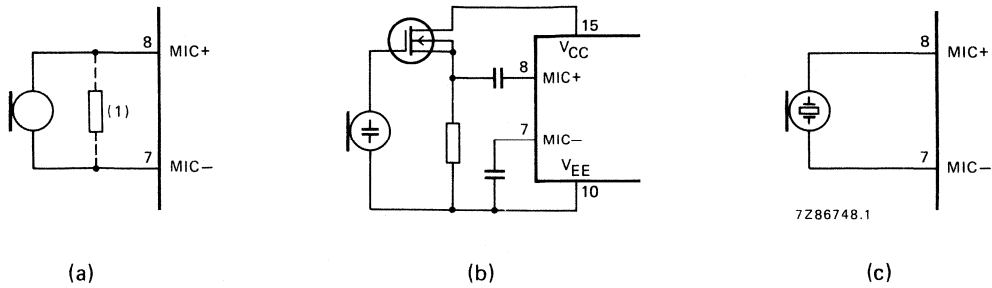 8 MIC+
(1)
7 MIC−
(a)
15
VCC
8 MIC+
7 MIC−
VEE
10
(b)
8 MIC+
7 MIC−
7Z86748.1
(c)